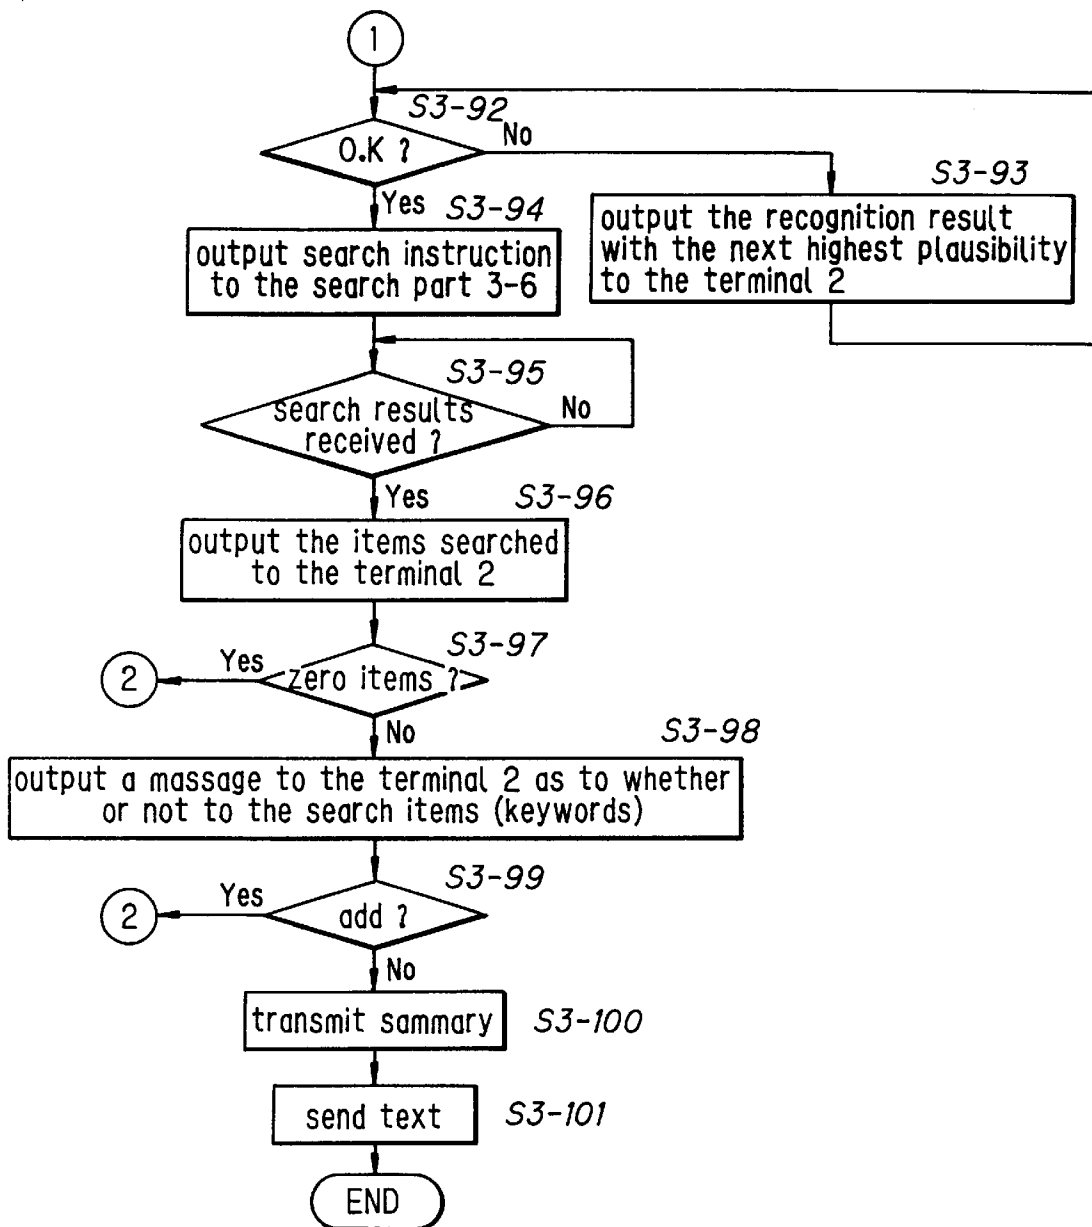 1
S3-92
O.K ?
No
Yes
S3-93
output the recognition result
with the next highest plausibility
to the terminal 2
S3-94
output search instruction
to the search part 3-6
S3-95
search results
received ?
No
Yes
S3-96
output the items searched
to the terminal 2
S3-97
2
Yes
zero items ?
No
S3-98
output a massage to the terminal 2 as to whether
or not to the search items (keywords)
S3-99
2
Yes
add ?
No
transmit sammary
S3-100
send text
S3-101
END